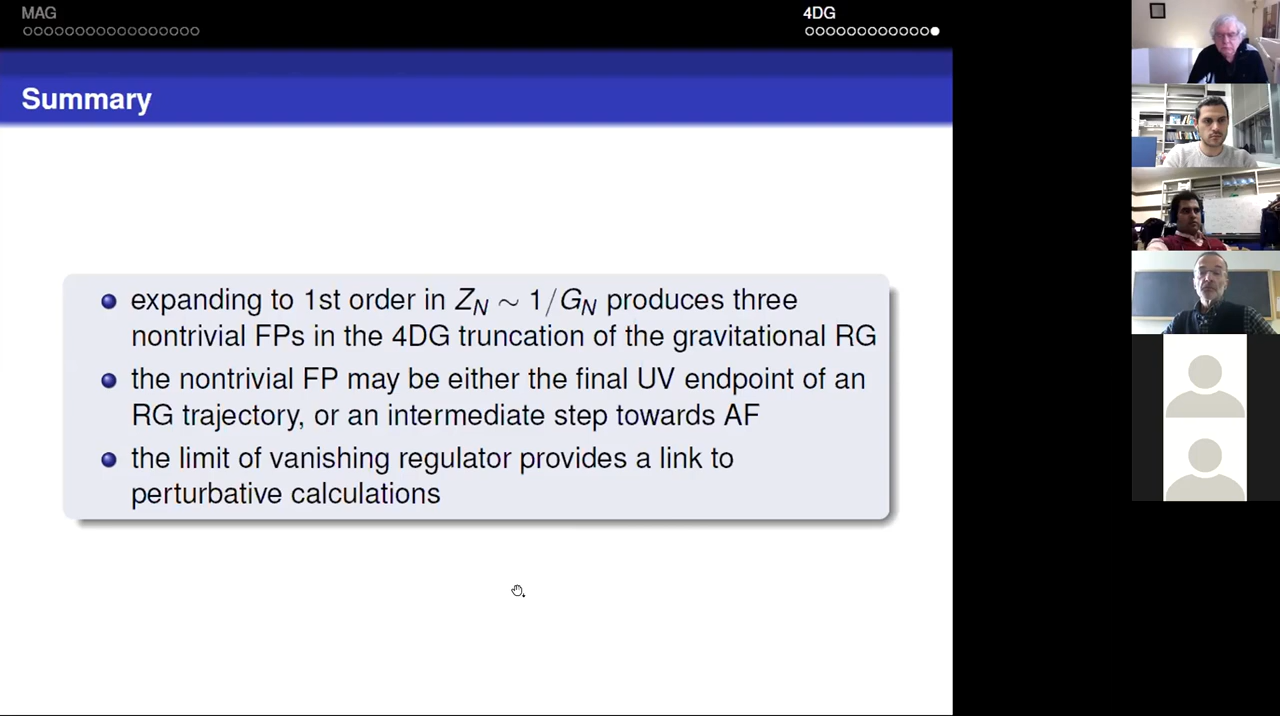 MAG
4DG
Summary
expanding to 1st order in Z_N ∼ 1/G_N produces three
nontrivial FPs in the 4DG truncation of the gravitational RG
the nontrivial FP may be either the final UV endpoint of an
RG trajectory, or an intermediate step towards AF
the limit of vanishing regulator provides a link to
perturbative calculations